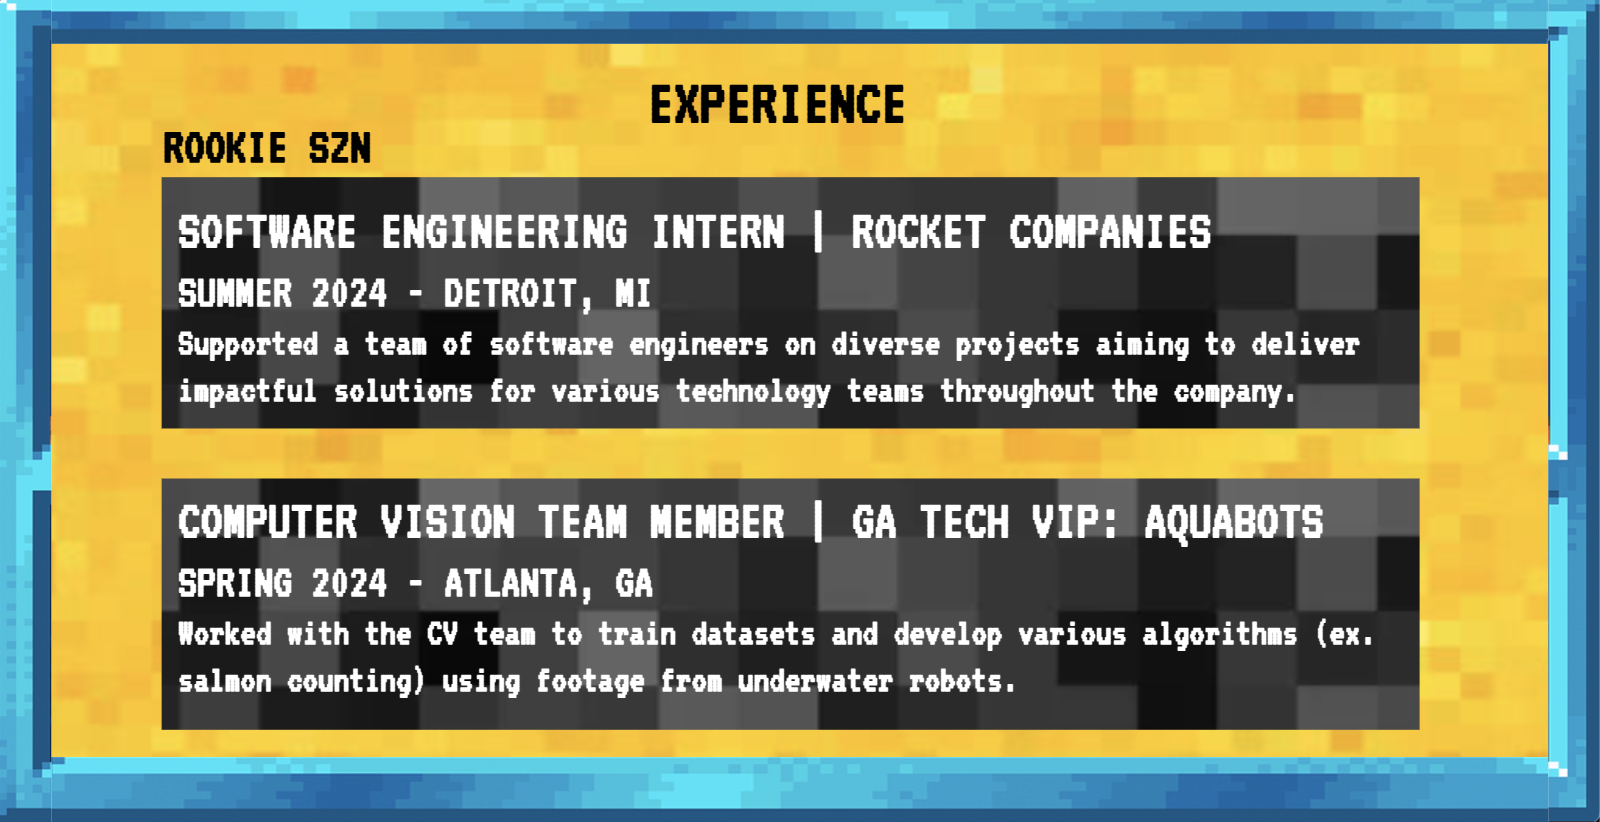 EXPERIENCE
ROOKIE SZN
SOFTWARE ENGINEERING INTERN | ROCKET COMPANIES
SUMMER 2024 - DETROIT, MI
Supported a team of software engineers on diverse projects aiming to deliver
impactful solutions for various technology teams throughout the company.
COMPUTER VISION TEAM MEMBER | GA TECH VIP: AQUABOTS
SPRING 2024 - ATLANTA, GA
Worked with the CV team to train datasets and develop various algorithms (ex.
salmon counting) using footage from underwater robots.